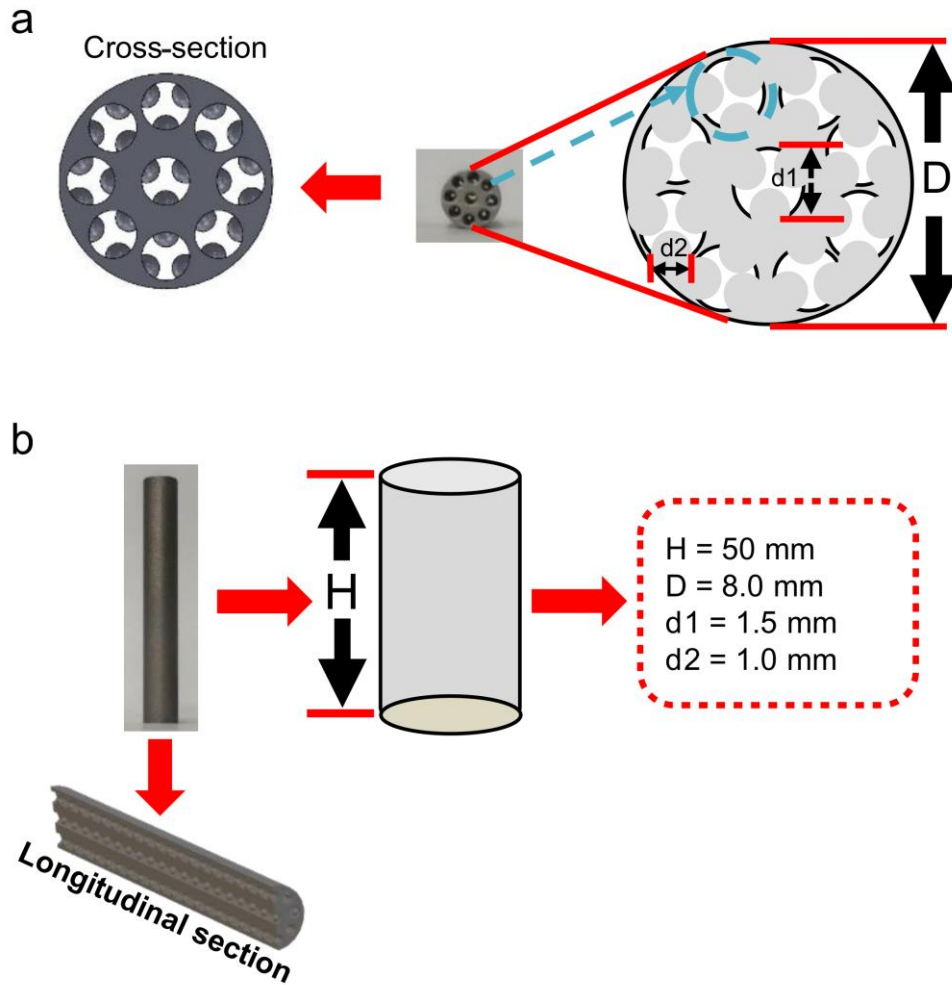 a
Cross-section
d1
D
d2
b
H
H = 50 mm
D = 8.0 mm
d1 = 1.5 mm
d2 = 1.0 mm
Longitudinal section